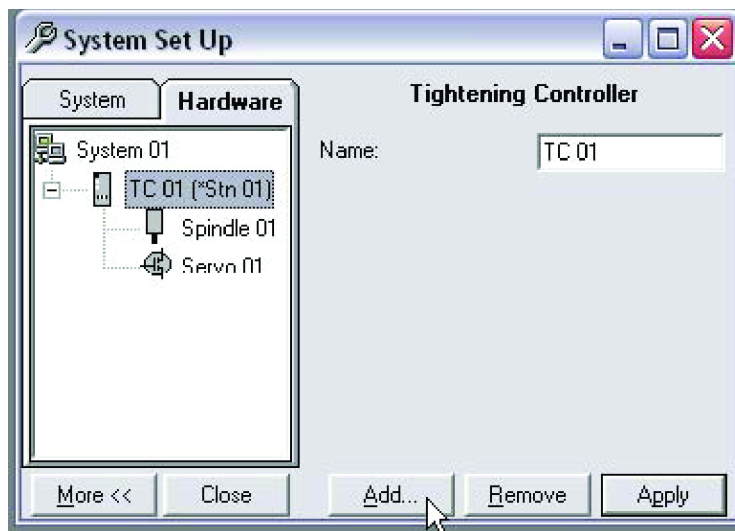 System Set Up
System Hardware
Tightening Controller
System 01
Name: TC 01
TC 01 (*Stn 01)
Spindle 01
Servo 01
More << Close Add... Remove Apply